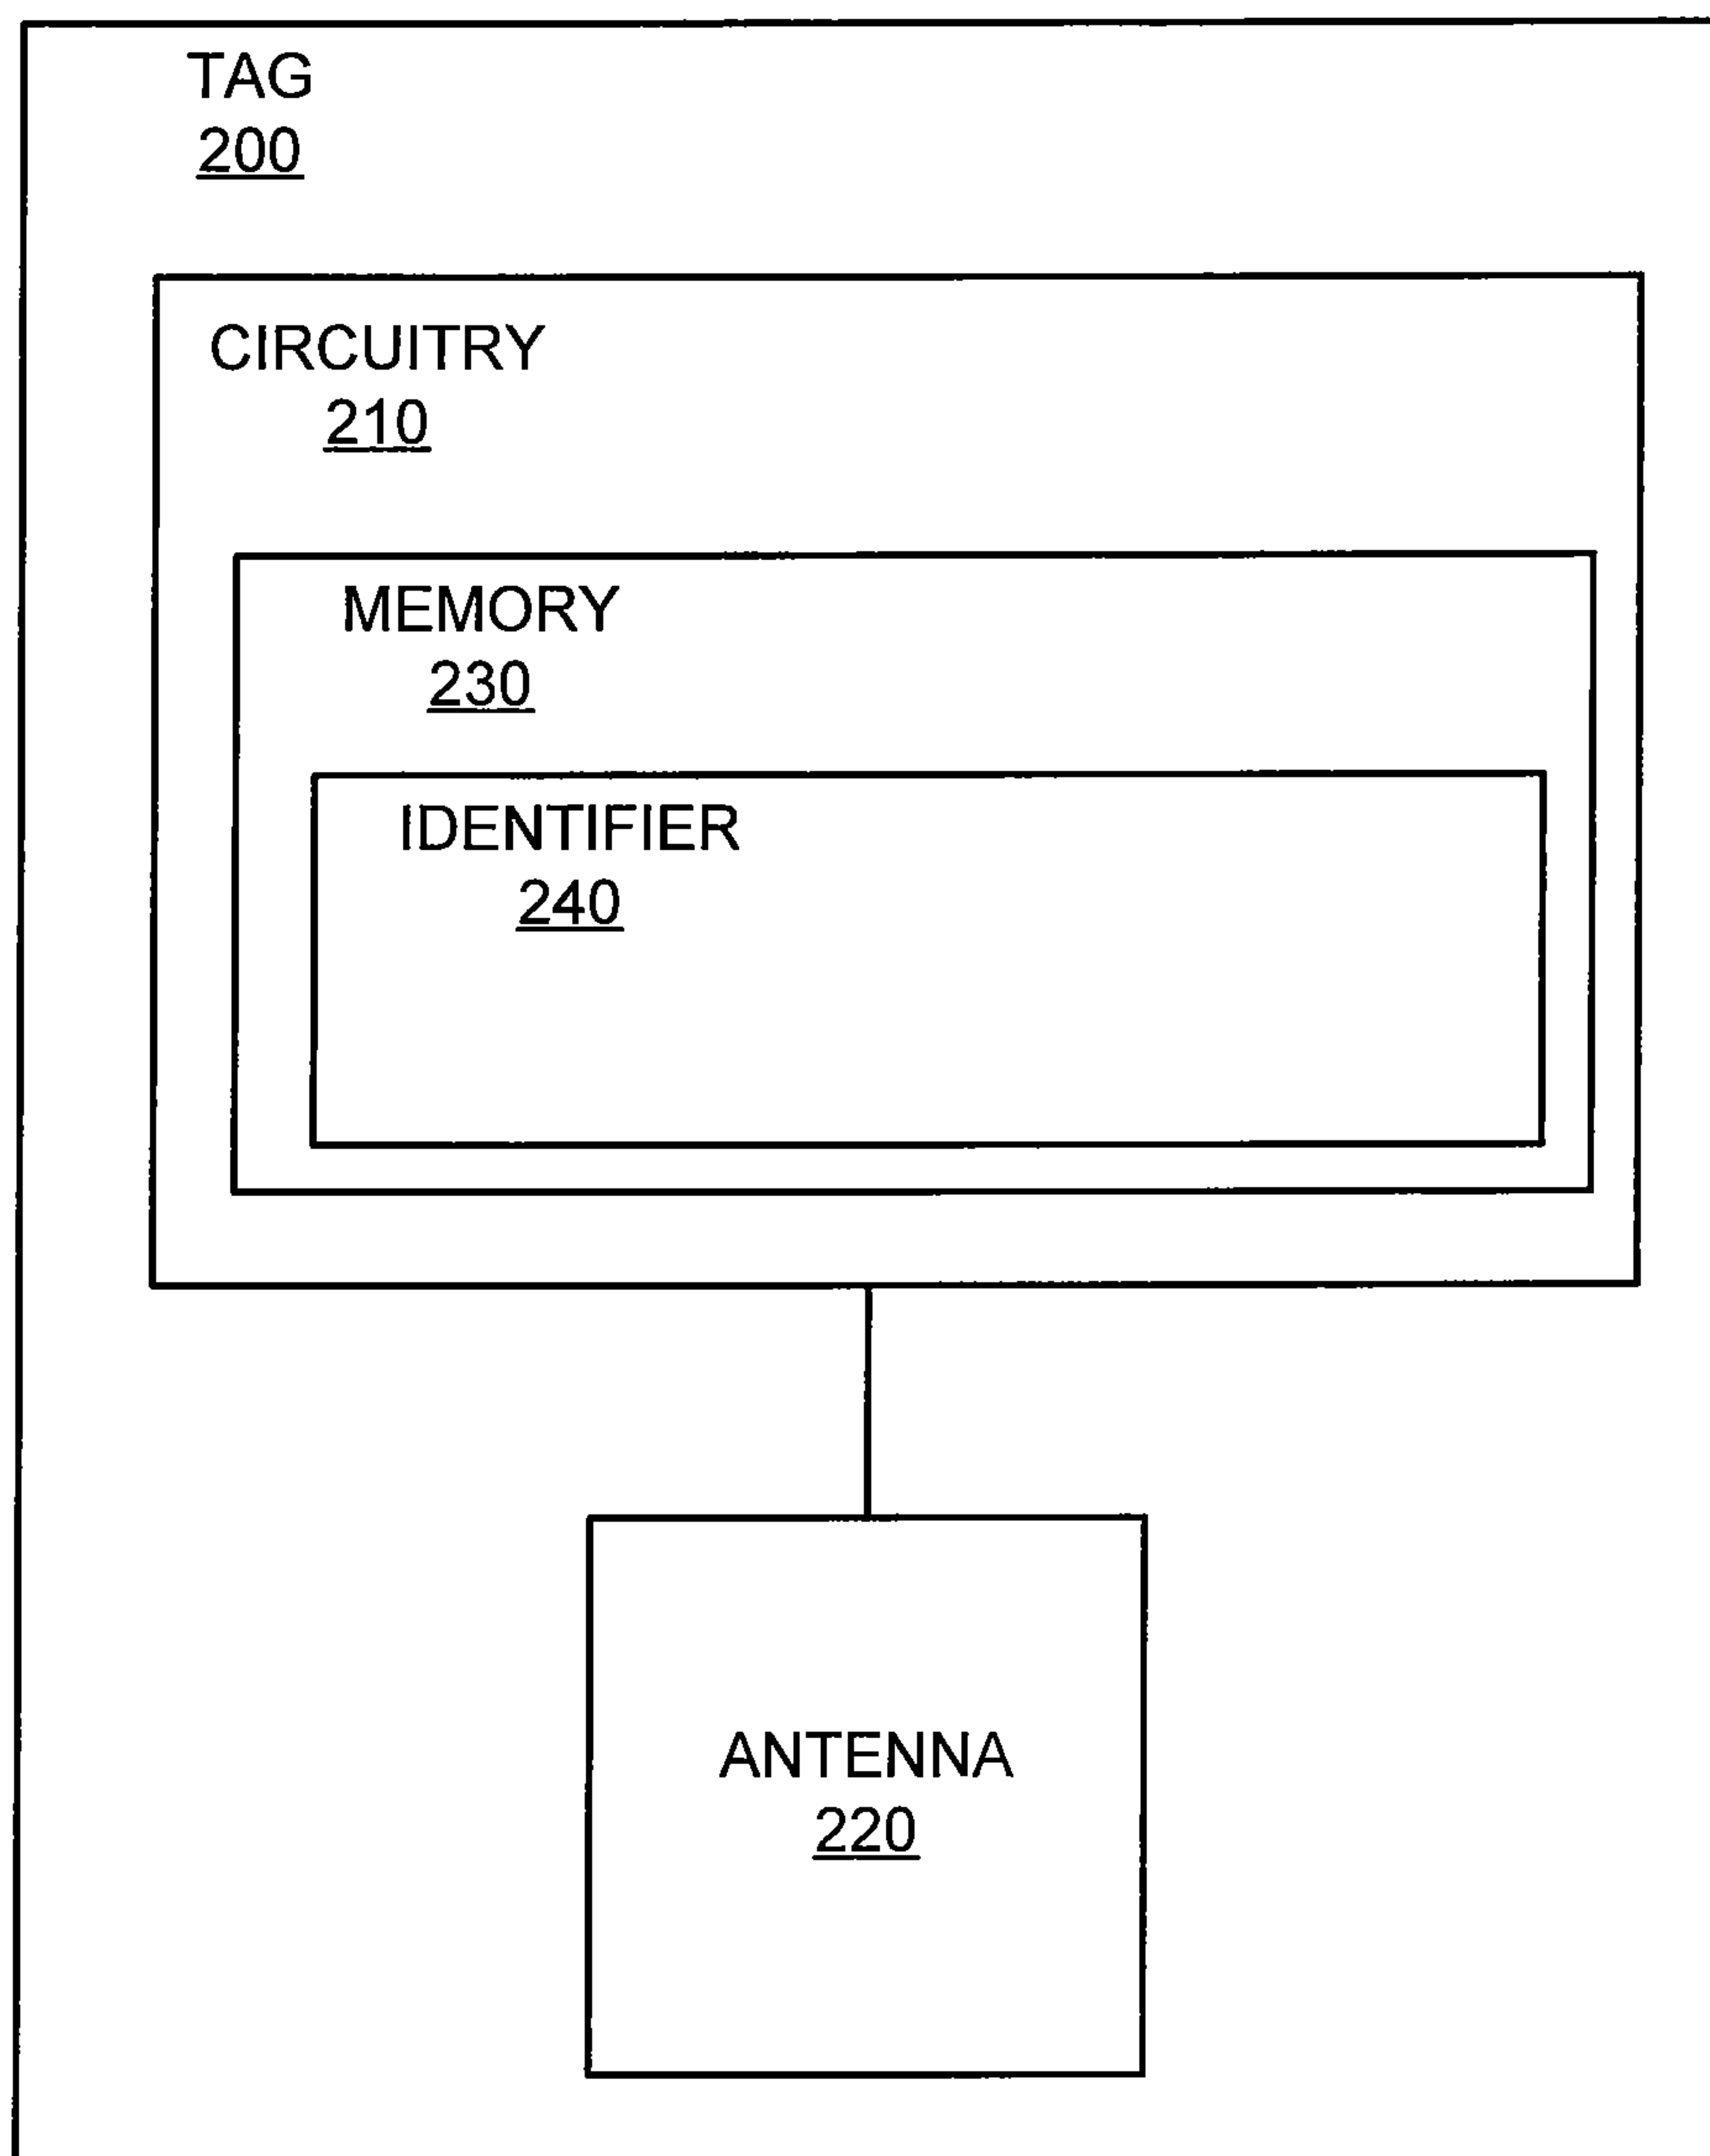 TAG
200
CIRCUITRY
210
MEMORY
230
IDENTIFIER
240
ANTENNA
220